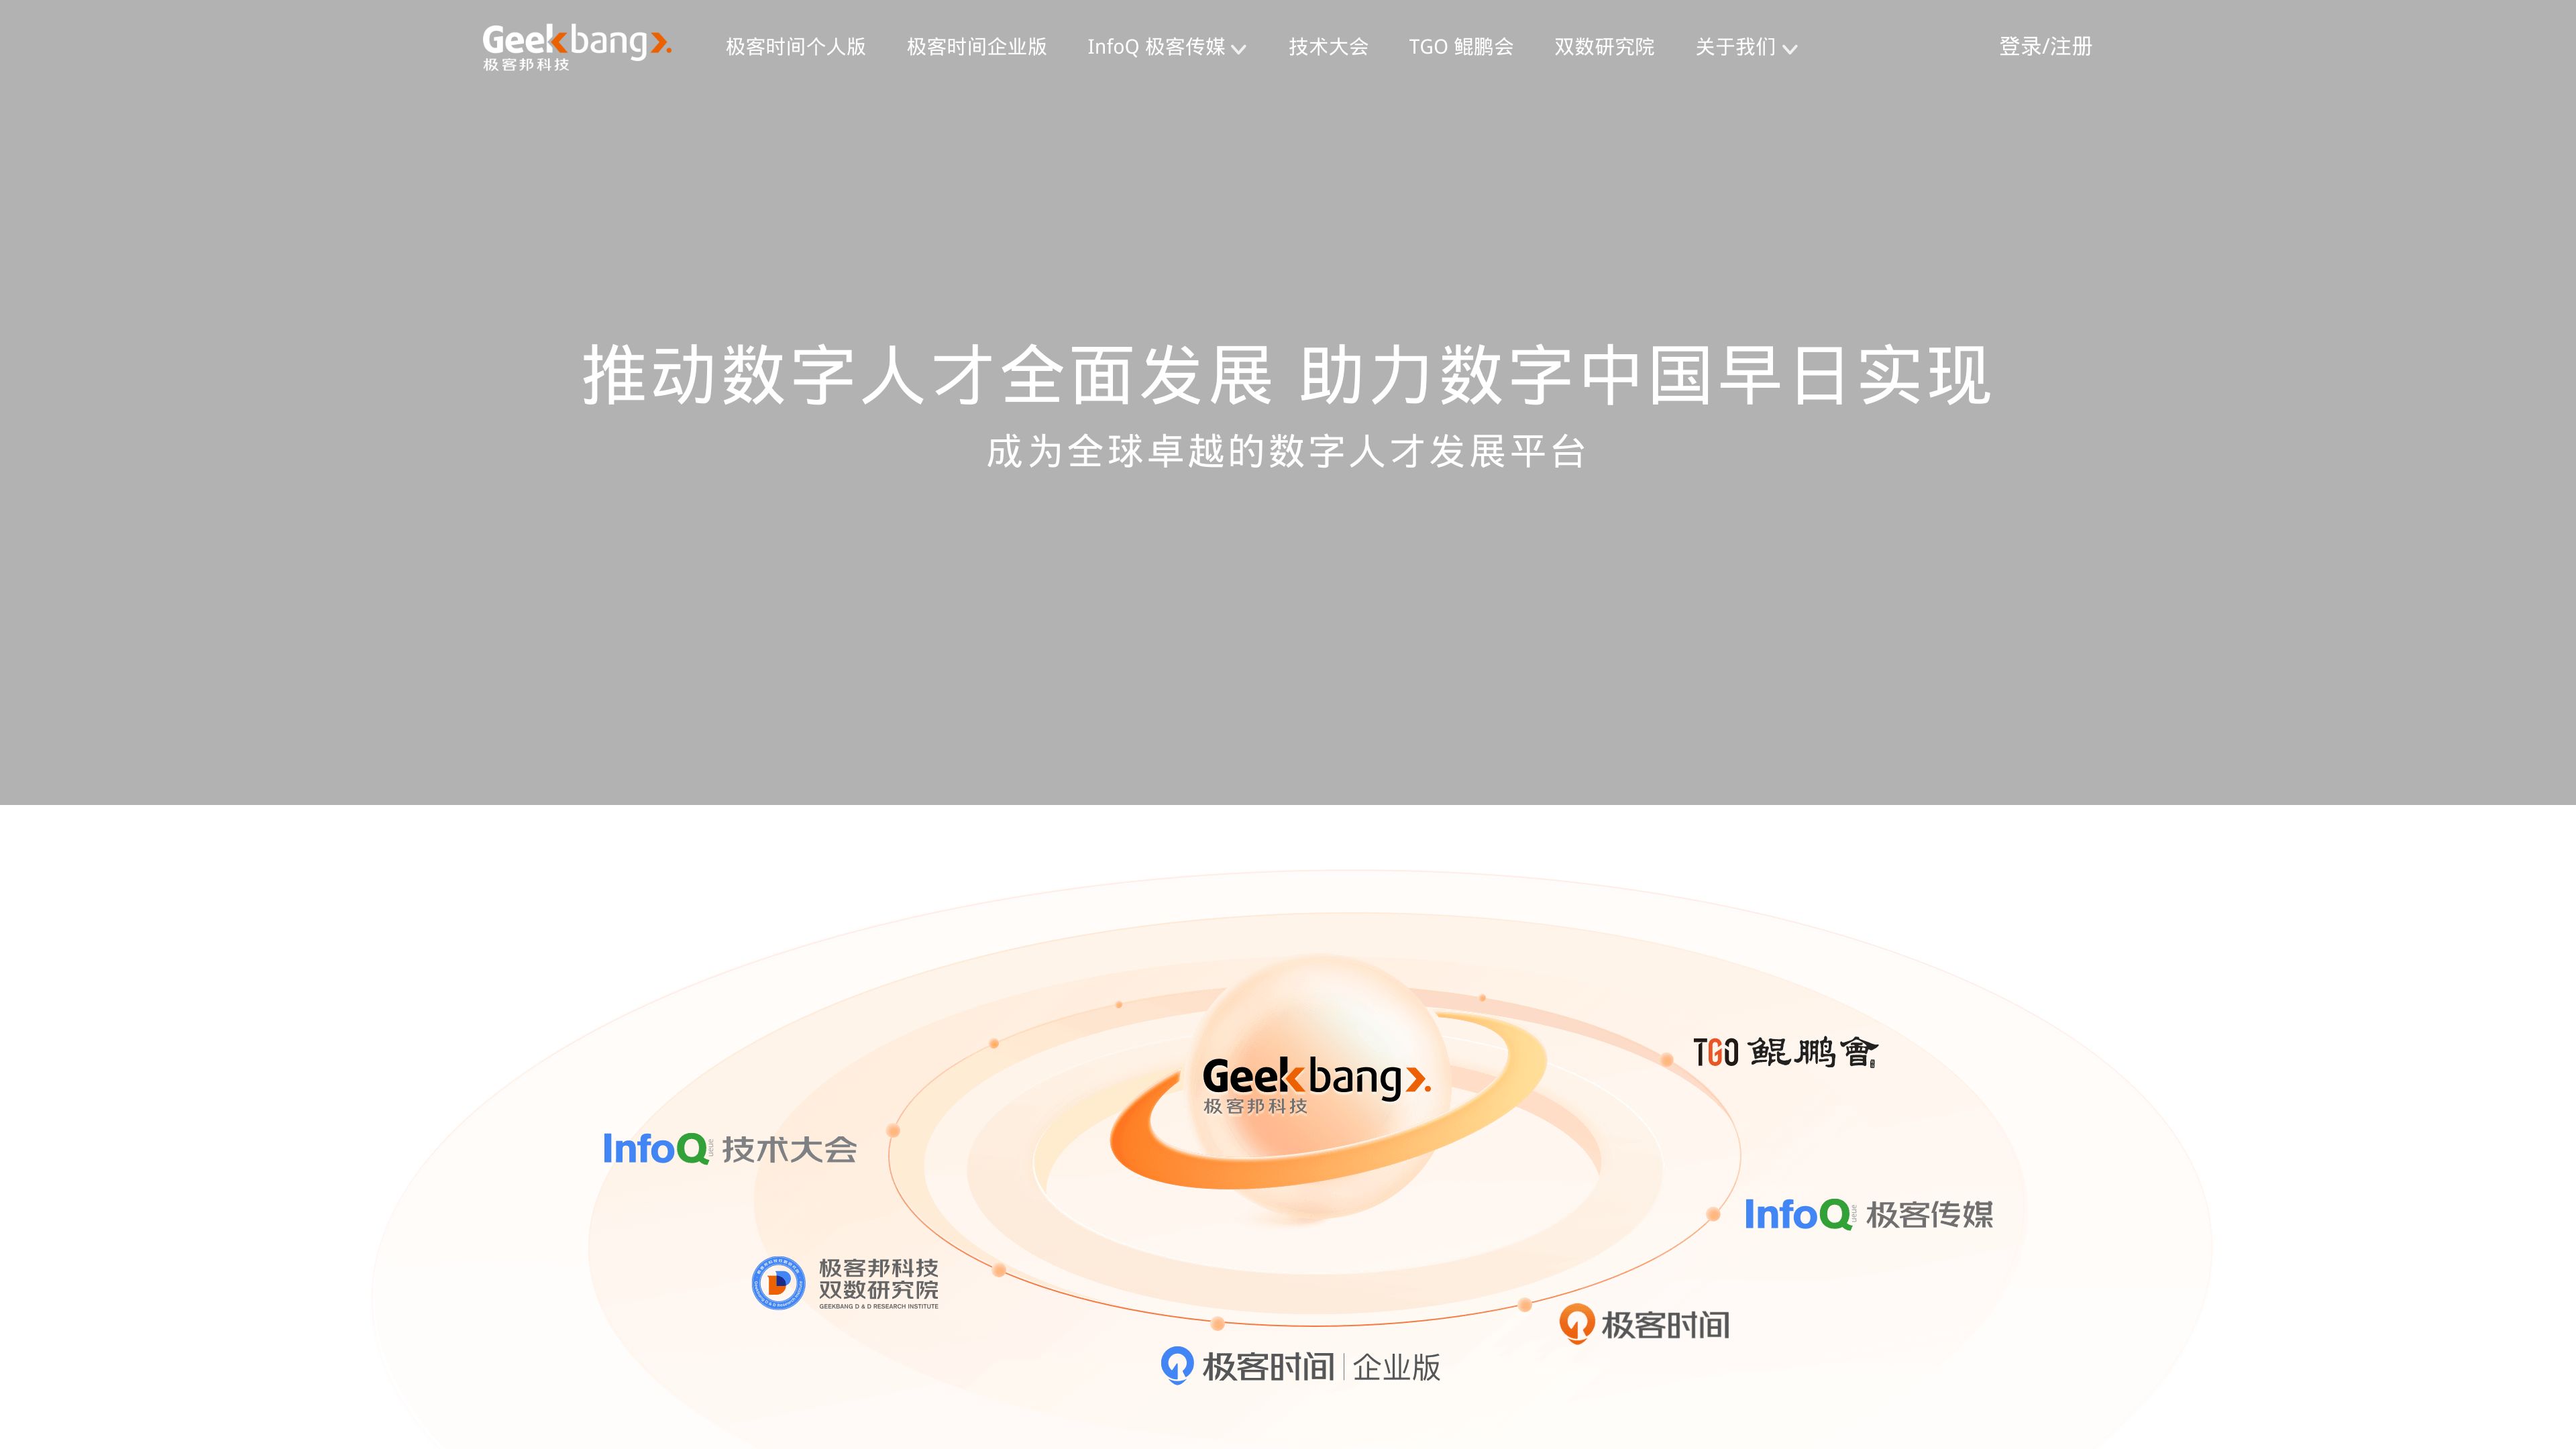 Geekbang>.
极客邦科技
极客时间个人版 极客时间企业版 InfoQ 极客传媒 技术大会 TGO 鲲鹏会 双数研究院 关于我们 登录/注册
推动数字人才全面发展 助力数字中国早日实现
成为全球卓越的数字人才发展平台
Geekbang>.
极客邦科技
TGO 鲲鹏會
InfoQ 技术大会
InfoQ 极客传媒
极客邦科技
双数研究院
GEEKBANG D & D RESEARCH INSTITUTE
极客时间
极客时间 | 企业版